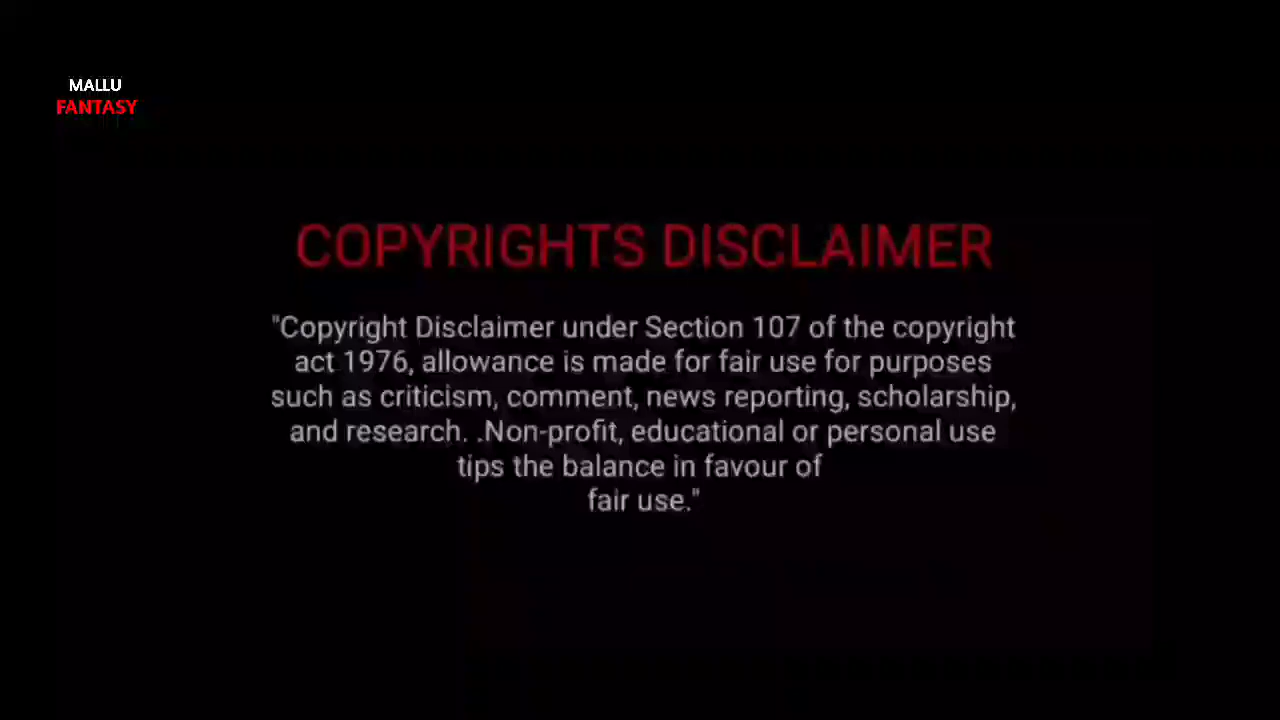 MALLU
FANTASY
COPYRIGHTS DISCLAIMER
"Copyright Disclaimer under Section 107 of the copyright
act 1976, allowance is made for fair use for purposes
such as criticism, comment, news reporting, scholarship,
and research. .Non-profit, educational or personal use
tips the balance in favour of
fair use."